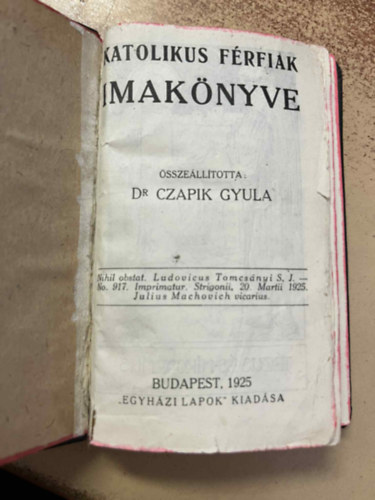 KATOLIKUS FÉRFIAK
IMAKÖNYVE
ÖSSZEÁLLÍTOTTA:
DR CZAPIK GYULA
Nihil obstat. Ludovicus Tomcsányi S. J. —
No. 917. Imprimatur. Strigonii, 20. Martii 1925.
Julius Machovich vicarius.
BUDAPEST, 1925
„EGYHÁZI LAPOK" KIADÁSA